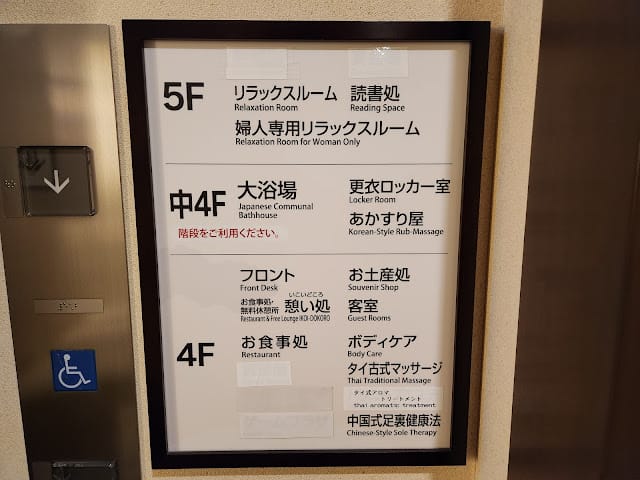 5F
リラックスルーム
Relaxation Room
読書処
Reading Space
婦人専用リラックスルーム
Relaxation Room for Woman Only
中4F
階段をご利用ください。
大浴場
Japanese Communal
Bathhouse
更衣ロッカー室
Locker Room
あかすり屋
Korean-Style Rub-Massage
4F
フロント
Front Desk
お土産処
Souvenir Shop
お食事処・
無料休憩所
いこいどころ
憩い処
Restaurant & Free Lounge IKOI-DOKORO
客室
Guest Rooms
お食事処
Restaurant
ボディケア
Body Care
タイ古式マッサージ
Thai Traditional Massage
タイ式アロマ
トリートメント
thai aromatic treatment
中国式足裏健康法
Chinese-Style Sole Therapy